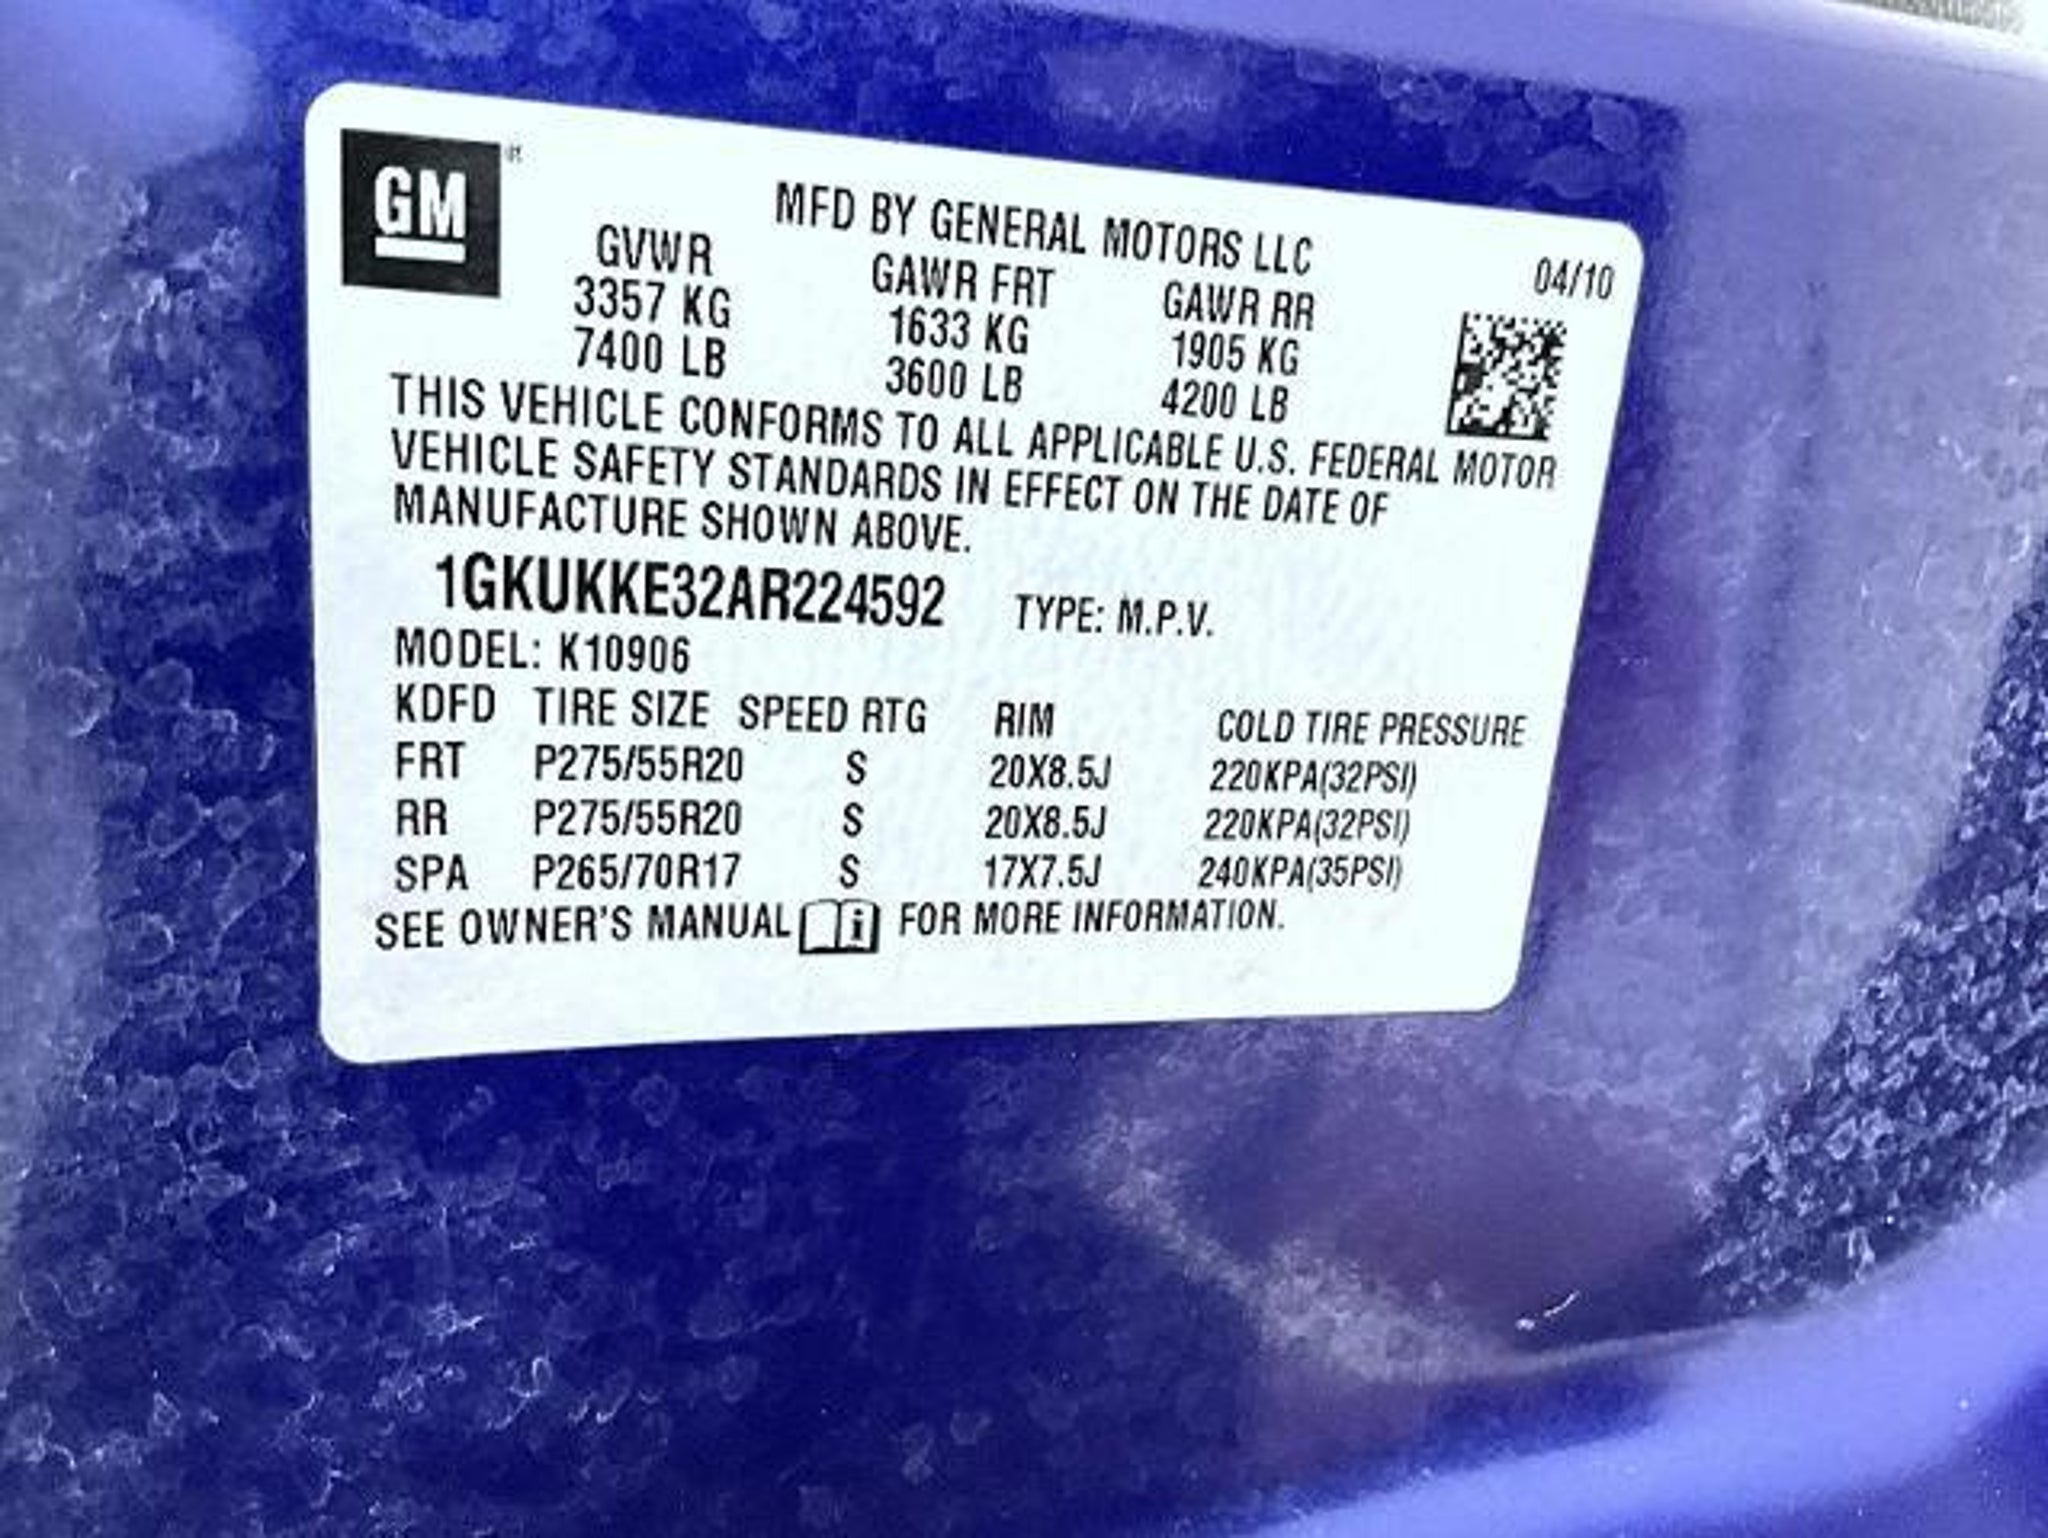 GM
MFD BY GENERAL MOTORS LLC
04/10
GVWR GAWR FRT GAWR RR
3357 KG 1633 KG 1905 KG
7400 LB 3600 LB 4200 LB
THIS VEHICLE CONFORMS TO ALL APPLICABLE U.S. FEDERAL MOTOR
VEHICLE SAFETY STANDARDS IN EFFECT ON THE DATE OF
MANUFACTURE SHOWN ABOVE.
1GKUKKE32AR224592 TYPE: M.P.V.
MODEL: K10906
KDFD TIRE SIZE SPEED RTG RIM COLD TIRE PRESSURE
FRT P275/55R20 S 20X8.5J 220KPA(32PSI)
RR P275/55R20 S 20X8.5J 220KPA(32PSI)
SPA P265/70R17 S 17X7.5J 240KPA(35PSI)
SEE OWNER'S MANUAL i FOR MORE INFORMATION.